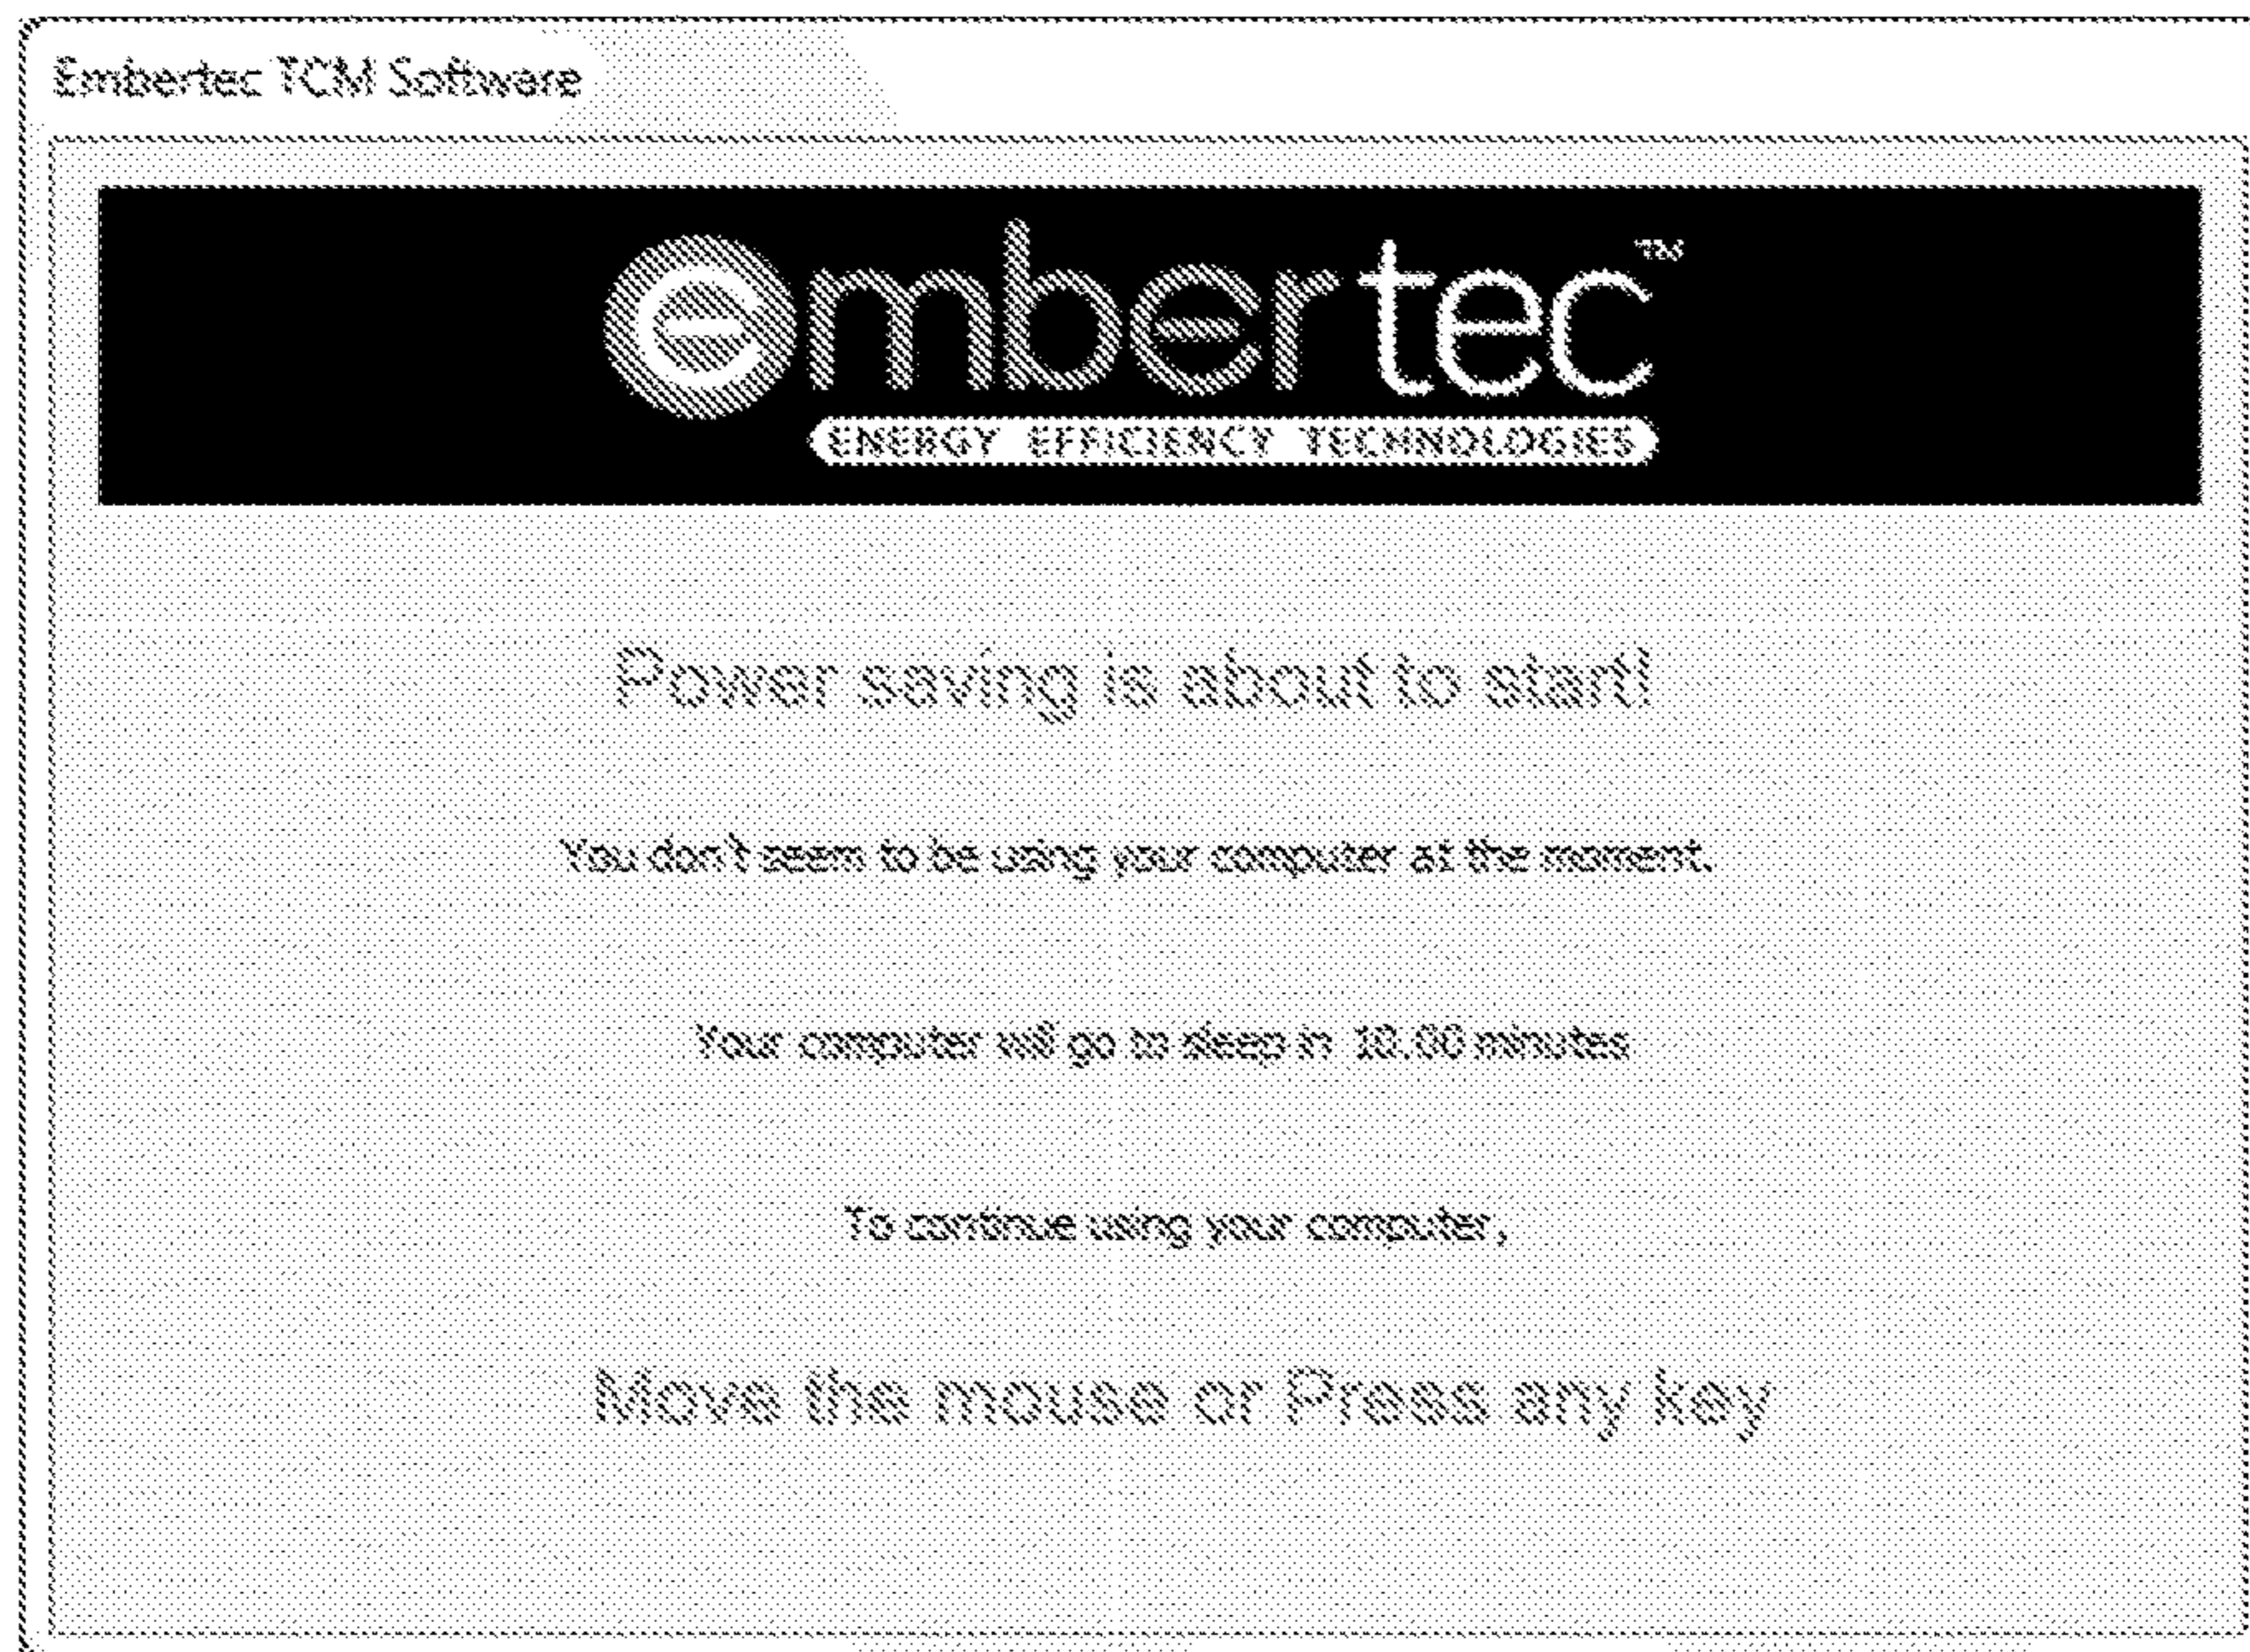 Embertec TCM Software
embertec™
ENERGY EFFICIENCY TECHNOLOGIES
Power saving is about to start!
You don't seem to be using your computer at the moment.
Your computer will go to sleep in 10.00 minutes
To continue using your computer,
Move the mouse or Press any key